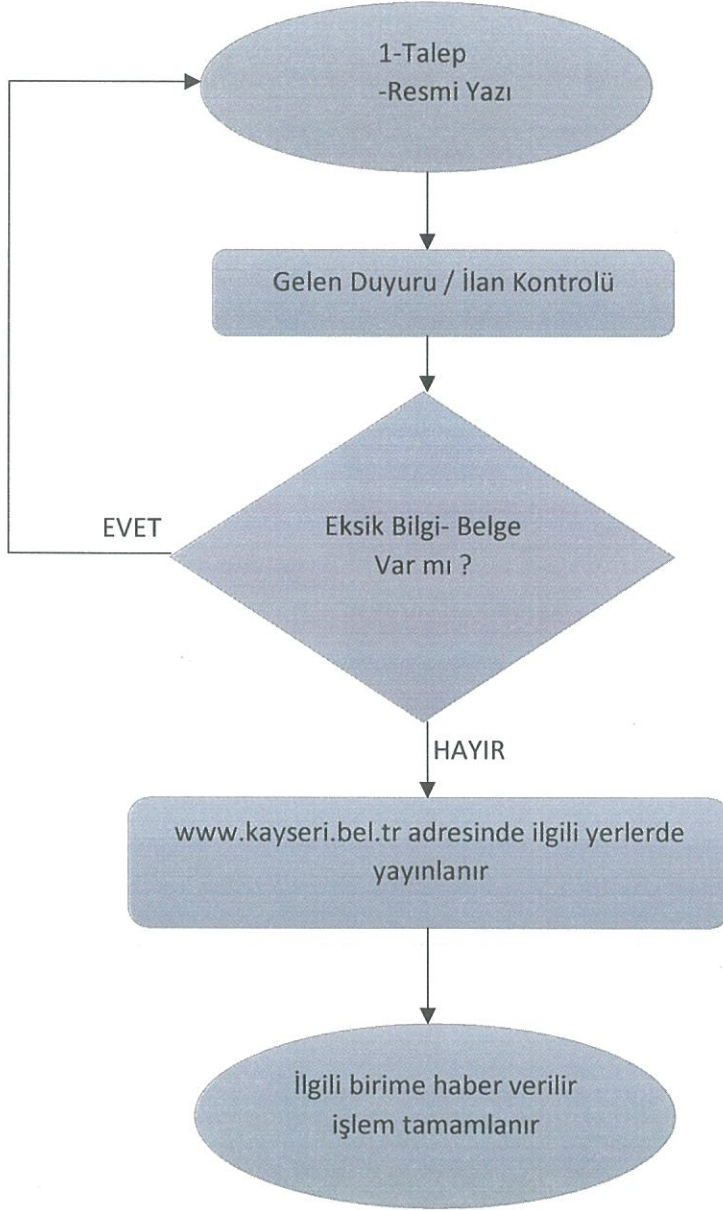 1-Talep
-Resmi Yazı
Gelen Duyuru / İlan Kontrolü
EVET
Eksik Bilgi- Belge
Var mı ?
HAYIR
www.kayseri.bel.tr adresinde ilgili yerlerde
yayınlanır
İlgili birime haber verilir
işlem tamamlanır